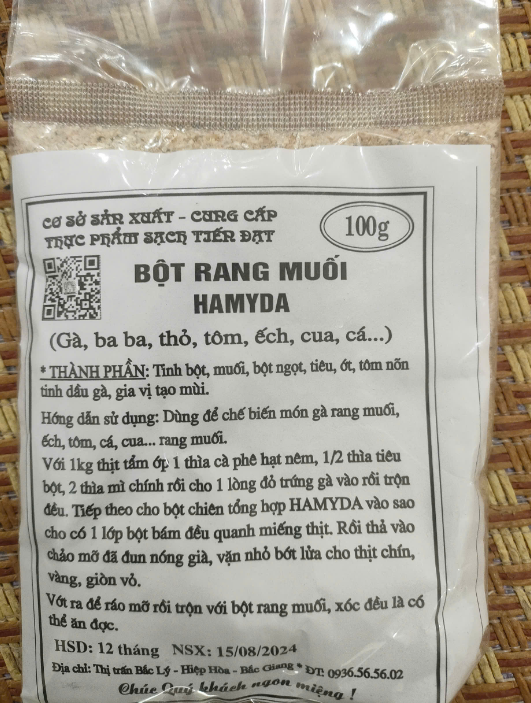 CƠ SỞ SẢN XUẤT - CUNG CẤP
THỰC PHẨM SẠCH TIẾN ĐẠT
100g
BỘT RANG MUỐI
HAMYDA
(Gà, ba ba, thỏ, tôm, ếch, cua, cá...)
* THÀNH PHẦN: Tinh bột, muối, bột ngọt, tiêu, ớt, tôm nõn
tinh dầu gà, gia vị tạo mùi.
Hớng dẫn sử dụng: Dùng để chế biến món gà rang muối,
ếch, tôm, cá, cua... rang muối.
Với 1kg thịt tẩm ớp 1 thìa cà phê hạt nêm, 1/2 thìa tiêu
bột, 2 thìa mì chính rồi cho 1 lòng đỏ trứng gà vào rồi trộn
đều. Tiếp theo cho bột chiên tổng hợp HAMYDA vào sao
cho có 1 lớp bột bám đều quanh miếng thịt. Rồi thả vào
chảo mỡ đã đun nóng già, vặn nhỏ bớt lửa cho thịt chín,
vàng, giòn vỏ.
Vớt ra để ráo mỡ rồi trộn với bột rang muối, xóc đều là có
thể ăn đợc.
HSD: 12 tháng NSX: 15/08/2024
Địa chỉ: Thị trấn Bắc Lý - Hiệp Hòa - Bắc Giang * ĐT: 0936.56.56.02
Chúc Quý khách ngon miệng !